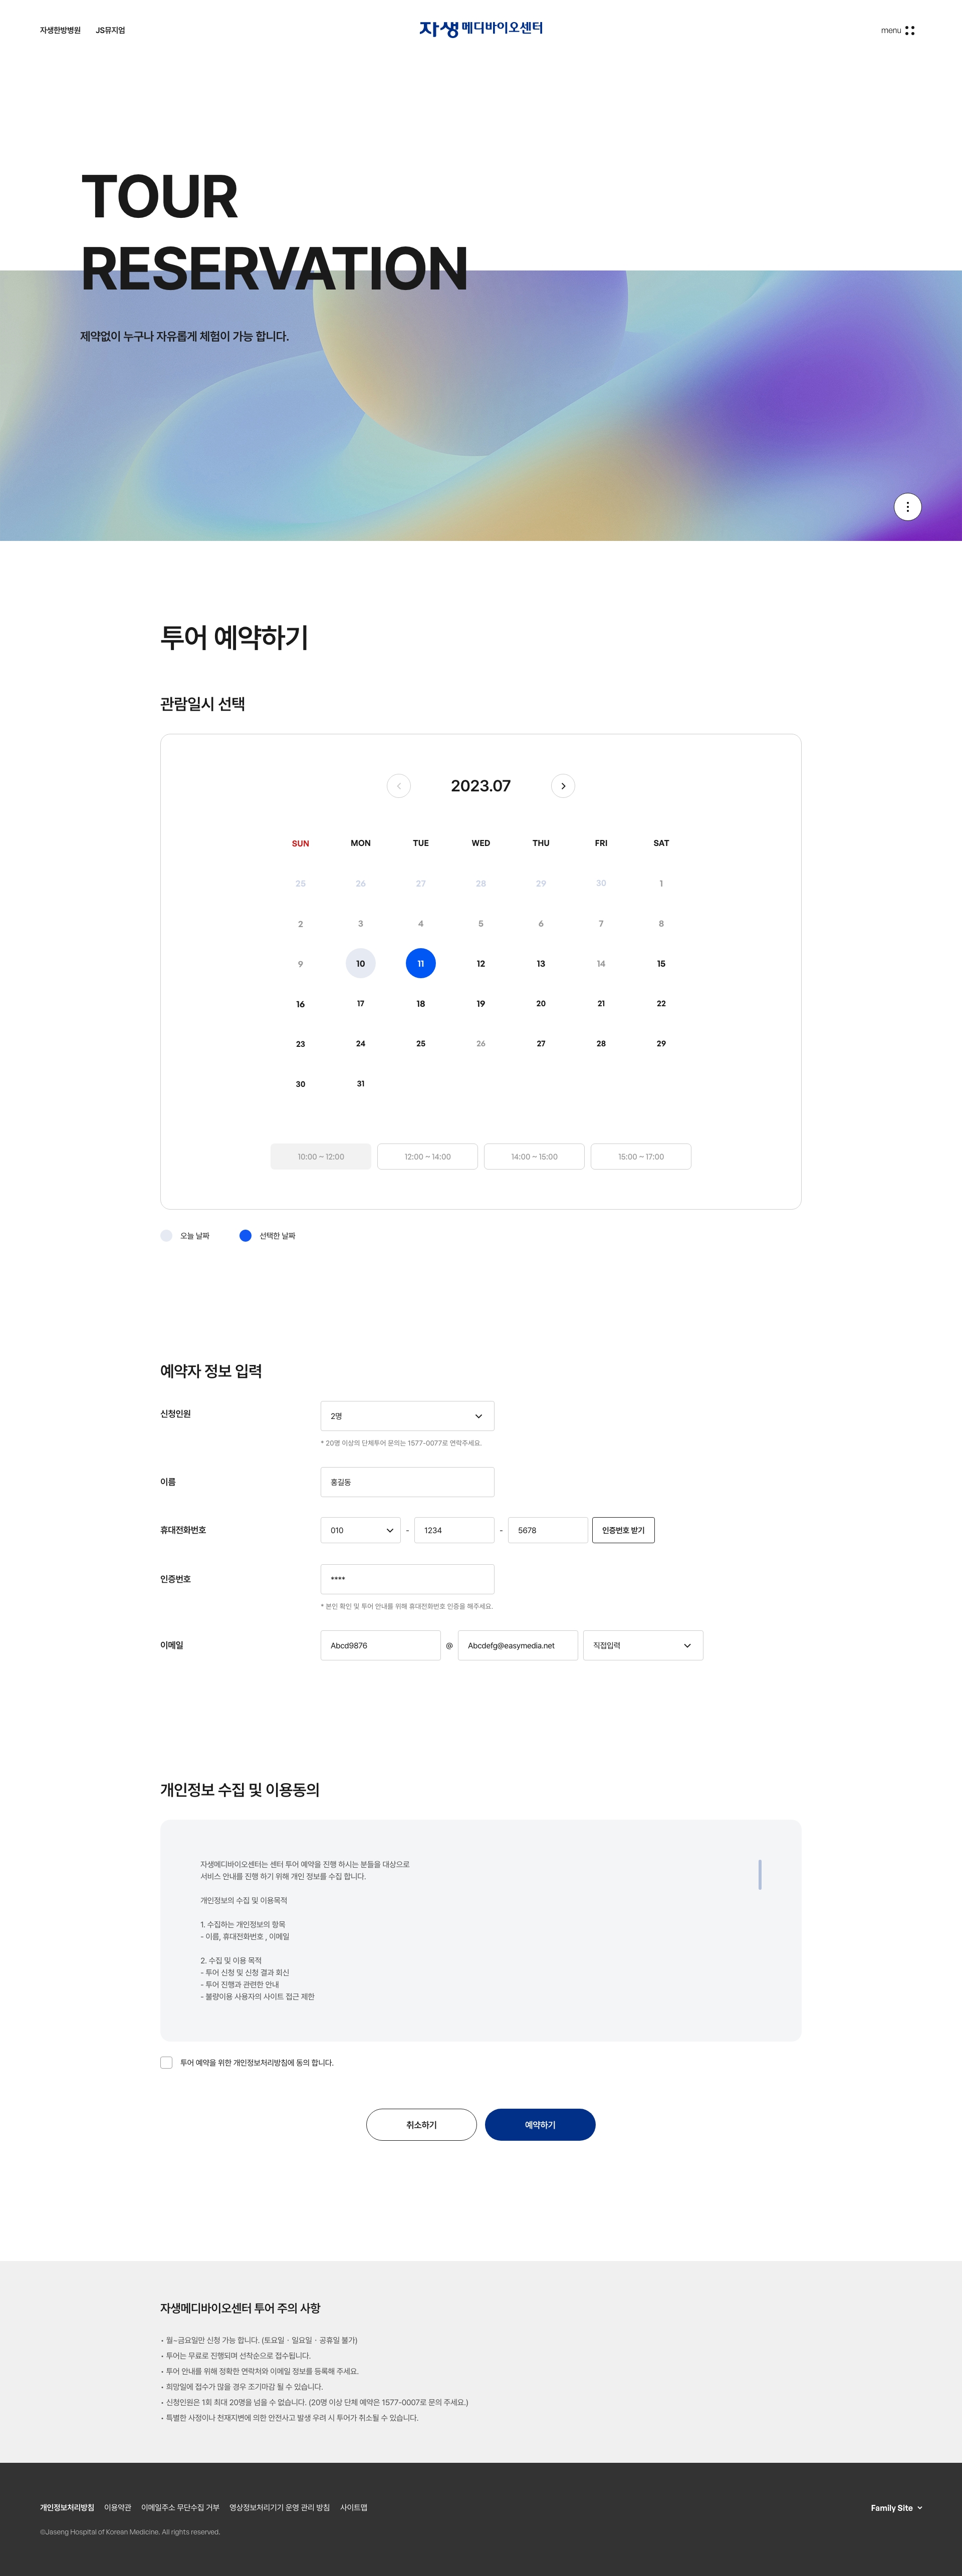 자생한방병원 JS뮤지엄
자생 메디바이오센터
menu
TOUR
RESERVATION
제약없이 누구나 자유롭게 체험이 가능 합니다.
투어 예약하기
관람일시 선택
2023.07
SUN MON TUE WED THU FRI SAT
25 26 27 28 29 30 1
2 3 4 5 6 7 8
9 10 11 12 13 14 15
16 17 18 19 20 21 22
23 24 25 26 27 28 29
30 31
10:00 ~ 12:00 12:00 ~ 14:00 14:00 ~ 15:00 15:00 ~ 17:00
오늘 날짜 선택한 날짜
예약자 정보 입력
신청인원 2명
* 20명 이상의 단체투어 문의는 1577-0077로 연락주세요.
이름 홍길동
휴대전화번호 010 - 1234 - 5678 인증번호 받기
인증번호 ****
* 본인 확인 및 투어 안내를 위해 휴대전화번호 인증을 해주세요.
이메일 Abcd9876 @ Abcdefg@easymedia.net 직접입력
개인정보 수집 및 이용동의
자생메디바이오센터는 센터 투어 예약을 진행 하시는 분들을 대상으로
서비스 안내를 진행 하기 위해 개인 정보를 수집 합니다.
개인정보의 수집 및 이용목적
1. 수집하는 개인정보의 항목
- 이름, 휴대전화번호 , 이메일
2. 수집 및 이용 목적
- 투어 신청 및 신청 결과 회신
- 투어 진행과 관련한 안내
- 불량이용 사용자의 사이트 접근 제한
투어 예약을 위한 개인정보처리방침에 동의 합니다.
취소하기 예약하기
자생메디바이오센터 투어 주의 사항
• 월~금요일만 신청 가능 합니다. (토요일 · 일요일 · 공휴일 불가)
• 투어는 무료로 진행되며 선착순으로 접수됩니다.
• 투어 안내를 위해 정확한 연락처와 이메일 정보를 등록해 주세요.
• 희망일에 접수가 많을 경우 조기마감 될 수 있습니다.
• 신청인원은 1회 최대 20명을 넘을 수 없습니다. (20명 이상 단체 예약은 1577-0007로 문의 주세요.)
• 특별한 사정이나 천재지변에 의한 안전사고 발생 우려 시 투어가 취소될 수 있습니다.
개인정보처리방침 이용약관 이메일주소 무단수집 거부 영상정보처리기기 운영 관리 방침 사이트맵 Family Site
©Jaseng Hospital of Korean Medicine. All rights reserved.